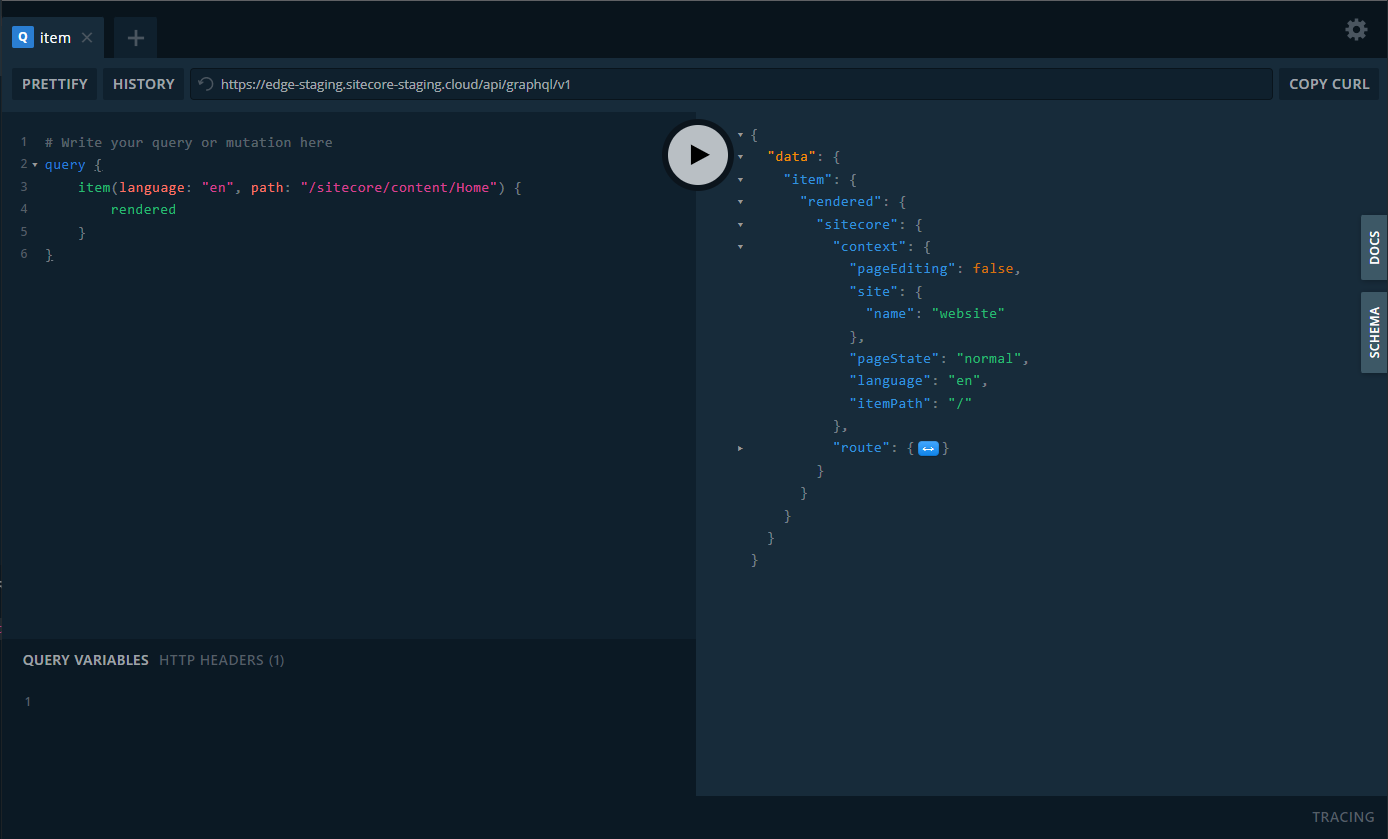 Q item
PRETTIFY HISTORY https://edge-staging.sitecore-staging.cloud/api/graphql/v1 COPY CURL
1 # Write your query or mutation here
2 query {
3 item(language: "en", path: "/sitecore/content/Home") {
4 rendered
5 }
6 }
{
"data": {
"item": {
"rendered": {
"sitecore": {
"context": {
"pageEditing": false,
"site": {
"name": "website"
},
"pageState": "normal",
"language": "en",
"itemPath": "/"
},
"route": {↔}
}
}
}
}
}
DOCS
SCHEMA
QUERY VARIABLES HTTP HEADERS (1)
1
TRACING